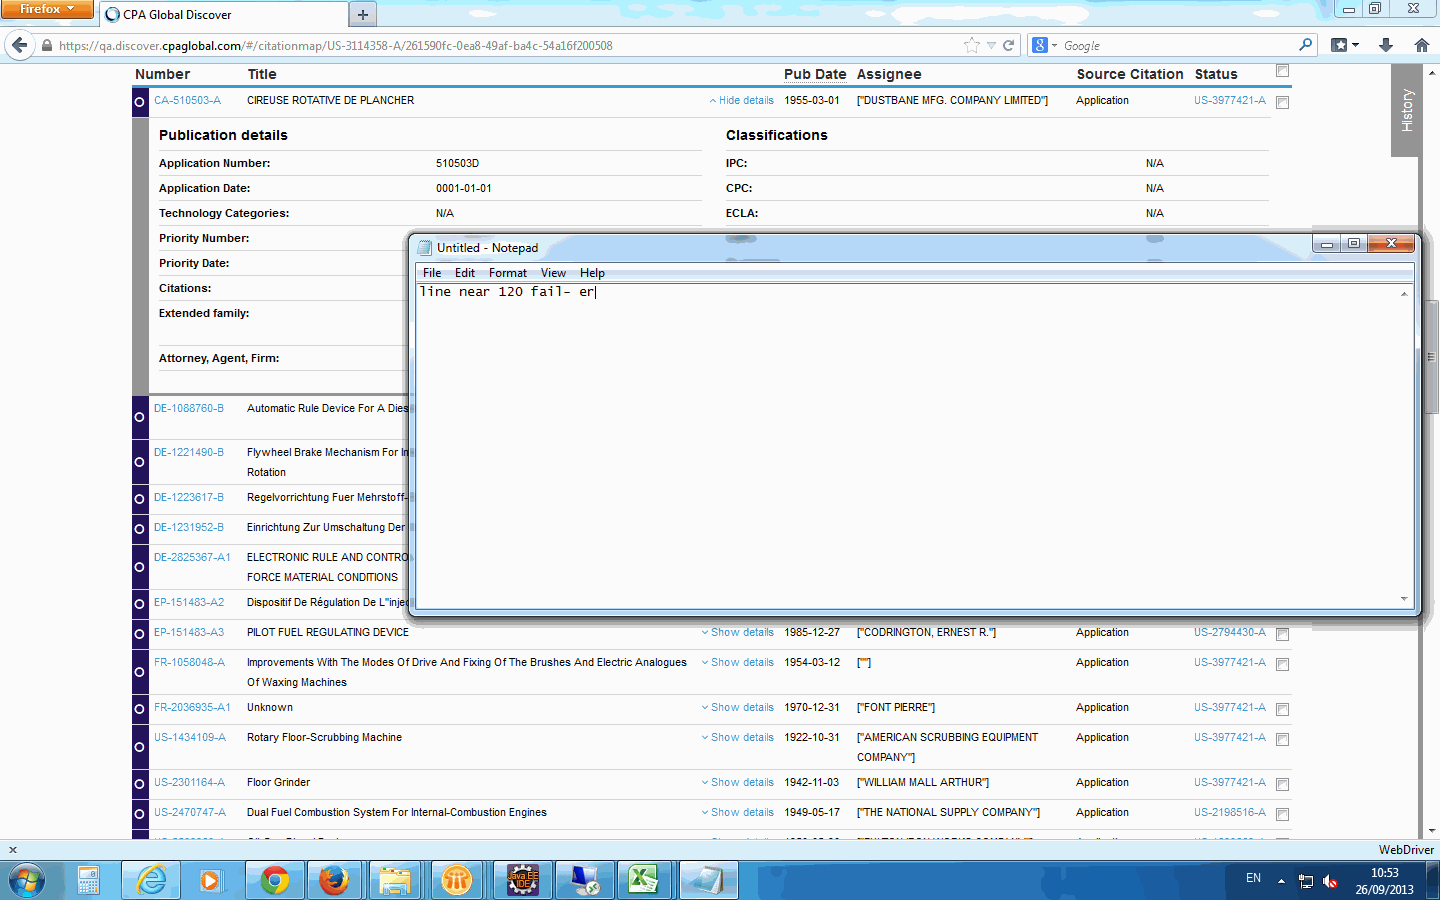 Firefox
CPA Global Discover
https://qa.discover.cpaglobal.com/#/citationmap/US-3114358-A/261590fc-0ea8-49af-ba4c-54a16f200508
Google
Number Title Pub Date Assignee Source Citation Status
CA-510503-A CIREUSE ROTATIVE DE PLANCHER Hide details 1955-03-01 ["DUSTBANE MFG. COMPANY LIMITED"] Application US-3977421-A
History
Publication details Classifications
Application Number: 510503D IPC: N/A
Application Date: 0001-01-01 CPC: N/A
Technology Categories: N/A ECLA: N/A
Priority Number:
Priority Date:
Citations:
Extended family:
Attorney, Agent, Firm:
Untitled - Notepad
File Edit Format View Help
line near 120 fail- er
DE-1088760-B Automatic Rule Device For A Dies
DE-1221490-B Flywheel Brake Mechanism For In
Rotation
DE-1223617-B Regelvorrichtung Fuer Mehrstoff-
DE-1231952-B Einrichtung Zur Umschaltung Der
DE-2825367-A1 ELECTRONIC RULE AND CONTRO
FORCE MATERIAL CONDITIONS
EP-151483-A2 Dispositif De Régulation De L"injec
EP-151483-A3 PILOT FUEL REGULATING DEVICE Show details 1985-12-27 ["CODRINGTON, ERNEST R."] Application US-2794430-A
FR-1058048-A Improvements With The Modes Of Drive And Fixing Of The Brushes And Electric Analogues Show details 1954-03-12 [""] Application US-3977421-A
Of Waxing Machines
FR-2036935-A1 Unknown Show details 1970-12-31 ["FONT PIERRE"] Application US-3977421-A
US-1434109-A Rotary Floor-Scrubbing Machine Show details 1922-10-31 ["AMERICAN SCRUBBING EQUIPMENT Application US-3977421-A
COMPANY"]
US-2301164-A Floor Grinder Show details 1942-11-03 ["WILLIAM MALL ARTHUR"] Application US-3977421-A
US-2470747-A Dual Fuel Combustion System For Internal-Combustion Engines Show details 1949-05-17 ["THE NATIONAL SUPPLY COMPANY"] Application US-2198516-A
WebDriver
Java EE
IDE
EN
10:53
26/09/2013